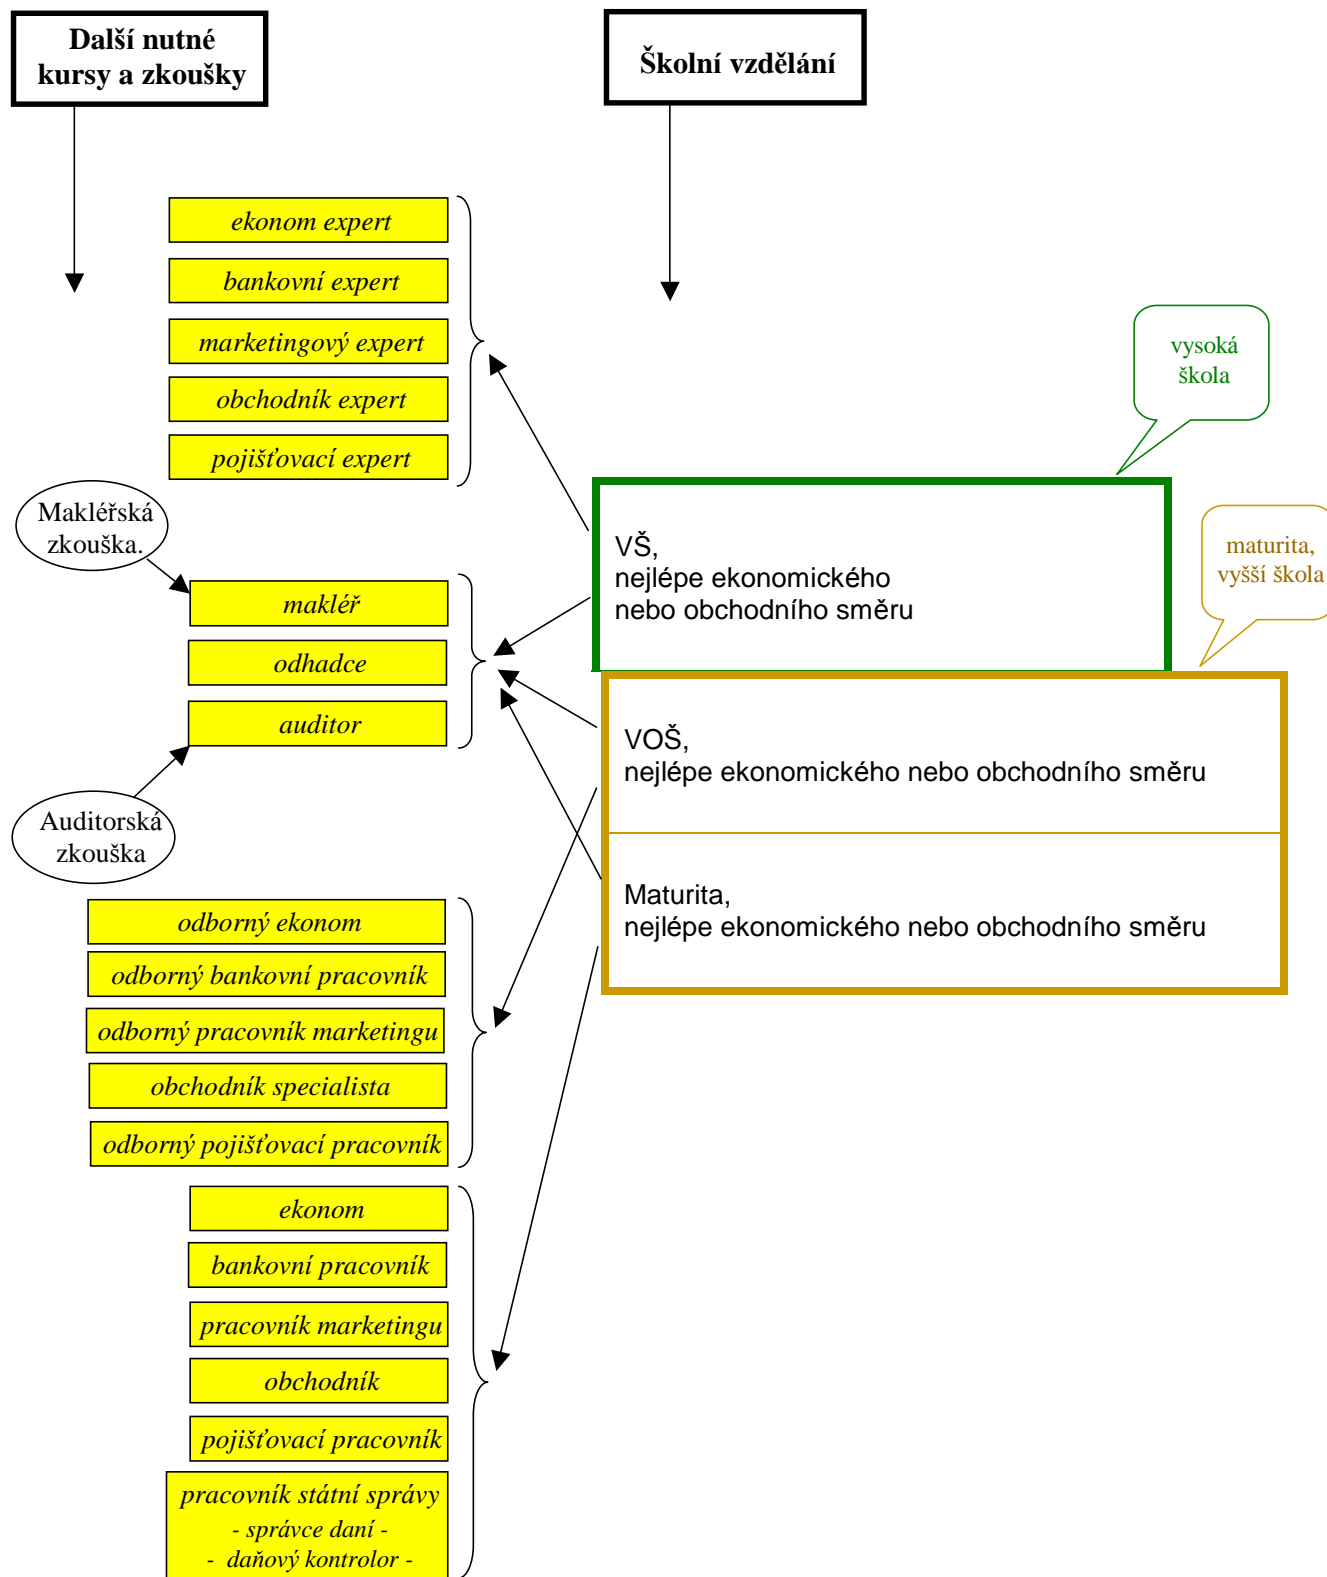 Další nutné
kursy a zkoušky
Školní vzdělání
ekonom expert
bankovní expert
marketingový expert
obchodník expert
pojišťovací expert
vysoká
škola
Makléřská
zkouška.
makléř
odhadce
auditor
Auditorská
zkouška
VŠ,
nejlépe ekonomického
nebo obchodního směru
maturita,
vyšší škola
VOŠ,
nejlépe ekonomického nebo obchodního směru
Maturita,
nejlépe ekonomického nebo obchodního směru
odborný ekonom
odborný bankovní pracovník
odborný pracovník marketingu
obchodník specialista
odborný pojišťovací pracovník
ekonom
bankovní pracovník
pracovník marketingu
obchodník
pojišťovací pracovník
pracovník státní správy
- správce daní -
- daňový kontrolor -